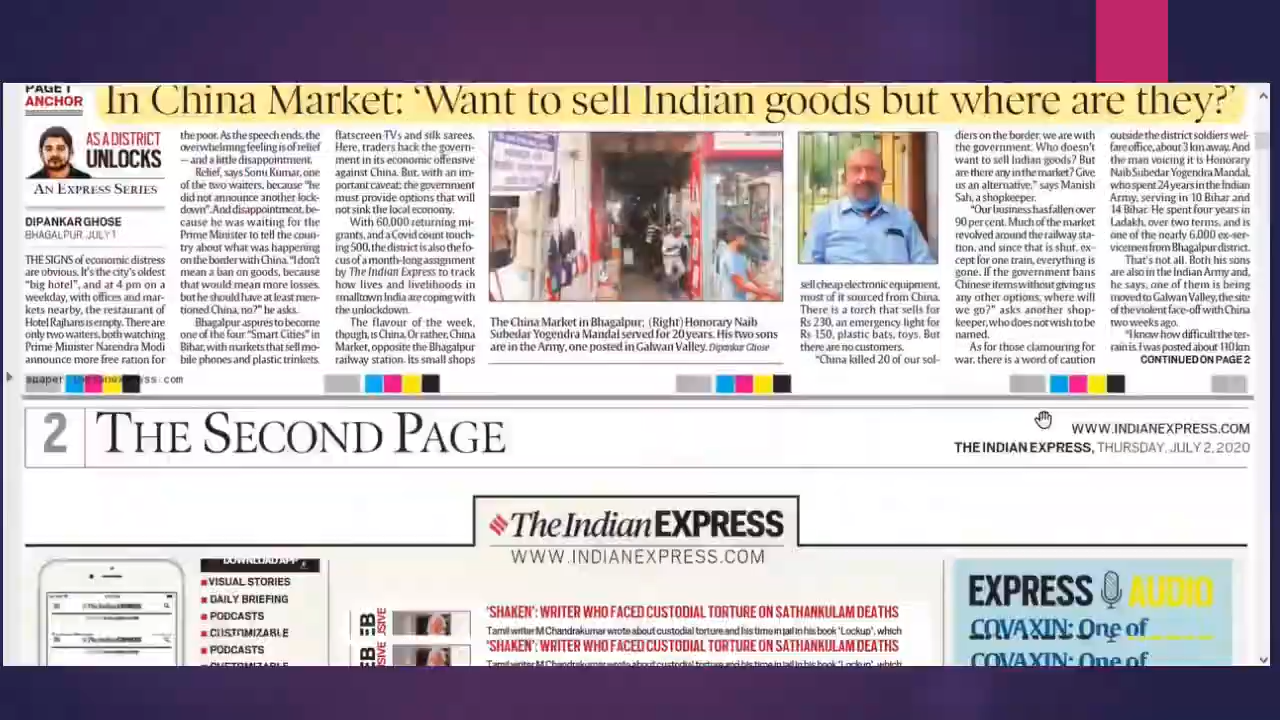 PAGE 1
ANCHOR
In China Market: ‘Want to sell Indian goods but where are they?’
AS A DISTRICT
UNLOCKS
AN EXPRESS SERIES
DIPANKAR GHOSE
BHAGALPUR, JULY 1
THE SIGNS of economic distress
are obvious. It's the city's oldest
“big hotel”, and at 4 pm on a
weekday, with offices and mar-
kets nearby, the restaurant of
Hotel Rajhans is empty. There are
only two waiters, both watching
Prime Minister Narendra Modi
announce more free ration for
the poor. As the speech ends, the
overwhelming feeling is of relief
— and a little disappointment.
Relief, says Sonu Kumar, one
of the two waiters, because “he
did not announce another lock-
down”. And disappointment, be-
cause he was waiting for the
Prime Minister to tell the coun-
try about what was happening
on the border with China. “I don't
mean a ban on goods, because
that would mean more losses,
but he should have at least men-
tioned China, no?” he asks.
Bhagalpur aspires to become
one of the four “Smart Cities” in
Bihar, with markets that sell mo-
bile phones and plastic trinkets,
flatscreen TVs and silk sarees.
Here, traders back the govern-
ment in its economic offensive
against China. But, with an im-
portant caveat: the government
must provide options that will
not sink the local economy.
With 60,000 returning mi-
grants, and a Covid count touch-
ing 500, the district is also the fo-
cus of a month-long assignment
by The Indian Express to track
how lives and livelihoods in
smalltown India are coping with
the unlockdown.
The flavour of the week,
though, is China. Or rather, China
Market, opposite the Bhagalpur
railway station. Its small shops
The China Market in Bhagalpur; (Right) Honorary Naib
Subedar Yogendra Mandal served for 20 years. His two sons
are in the Army, one posted in Galwan Valley. Dipankar Ghose
sell cheap electronic equipment,
most of it sourced from China.
There is a torch that sells for
Rs 230, an emergency light for
Rs 150, plastic bats, toys. But
there are no customers.
“China killed 20 of our sol-
diers on the border, we are with
the government. Who doesn't
want to sell Indian goods? But
are there any in the market? Give
us an alternative,” says Manish
Sah, a shopkeeper.
“Our business has fallen over
90 per cent. Much of the market
revolved around the railway sta-
tion, and since that is shut, ex-
cept for one train, everything is
gone. If the government bans
Chinese items without giving us
any other options, where will
we go?” asks another shop-
keeper, who does not wish to be
named.
As for those clamouring for
war, there is a word of caution
outside the district soldiers wel-
fare office, about 3 km away. And
the man voicing it is Honorary
Naib Subedar Yogendra Mandal,
who spent 24 years in the Indian
Army, serving in 10 Bihar and
14 Bihar. He spent four years in
Ladakh, over two terms, and is
one of the nearly 6,000 ex-ser-
vicemen from Bhagalpur district.
That's not all. Both his sons
are also in the Indian Army and,
he says, one of them is being
moved to Galwan Valley, the site
of the violent face-off with China
two weeks ago.
“I know how difficult the ter-
rain is. I was posted about 110 km
CONTINUED ON PAGE 2
2 THE SECOND PAGE
WWW.INDIANEXPRESS.COM
THE INDIAN EXPRESS, THURSDAY, JULY 2, 2020
The Indian EXPRESS
WWW.INDIANEXPRESS.COM
DOWNLOAD APP
VISUAL STORIES
DAILY BRIEFING
PODCASTS
CUSTOMIZABLE
PODCASTS
CUSTOMIZABLE
‘SHAKEN’: WRITER WHO FACED CUSTODIAL TORTURE ON SATHANKULAM DEATHS
Tamil writer M Chandrakumar wrote about custodial torture and his time in jail in his book ‘Lockup’, which
‘SHAKEN’: WRITER WHO FACED CUSTODIAL TORTURE ON SATHANKULAM DEATHS
Tamil writer M Chandrakumar wrote about custodial torture and his time in jail in his book ‘Lockup’, which
EXPRESS AUDIO
COVAXIN: One of
COVAXIN: One of